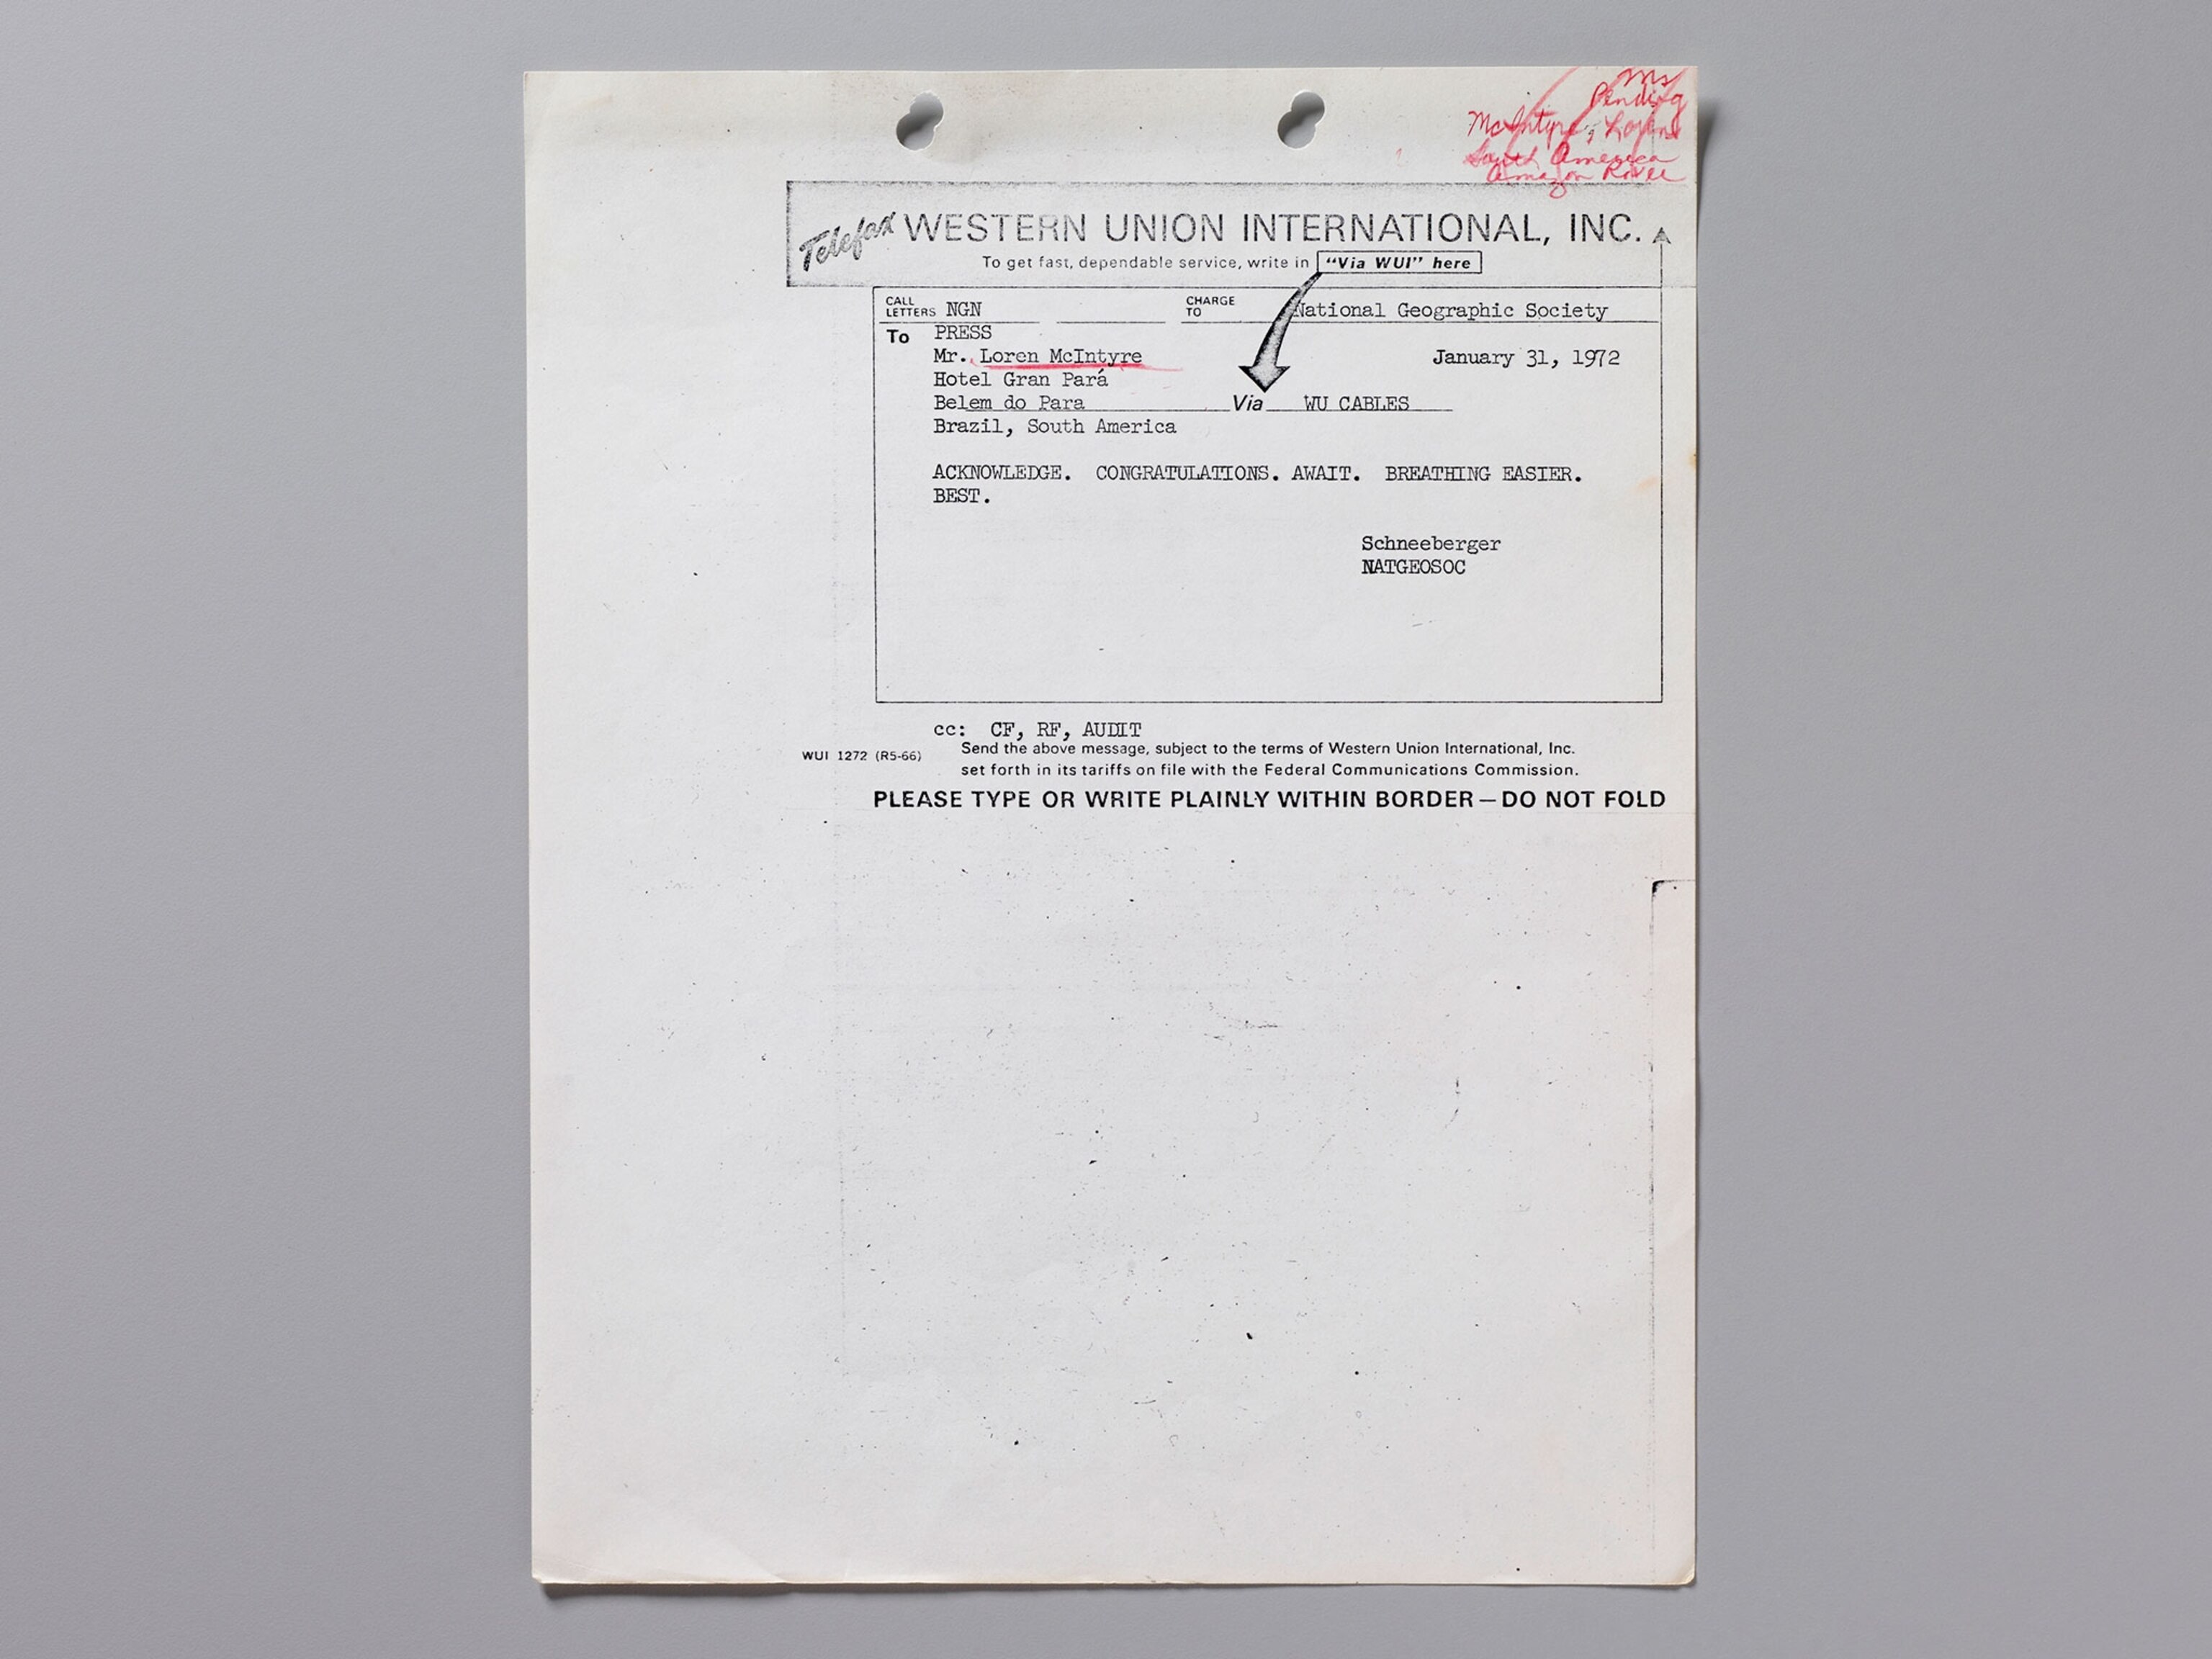 Ms
Pending
McIntyre, Loren
South America
Amazon River
Telefax WESTERN UNION INTERNATIONAL, INC.
To get fast, dependable service, write in "Via WUI" here
CALL LETTERS NGN CHARGE TO National Geographic Society
To PRESS
Mr. Loren McIntyre January 31, 1972
Hotel Gran Pará
Belem do Para Via WU CABLES
Brazil, South America
ACKNOWLEDGE. CONGRATULATIONS. AWAIT. BREATHING EASIER.
BEST.
Schneeberger
NATGEOSOC
cc: CF, RF, AUDIT
WUI 1272 (R5-66) Send the above message, subject to the terms of Western Union International, Inc.
set forth in its tariffs on file with the Federal Communications Commission.
PLEASE TYPE OR WRITE PLAINLY WITHIN BORDER—DO NOT FOLD